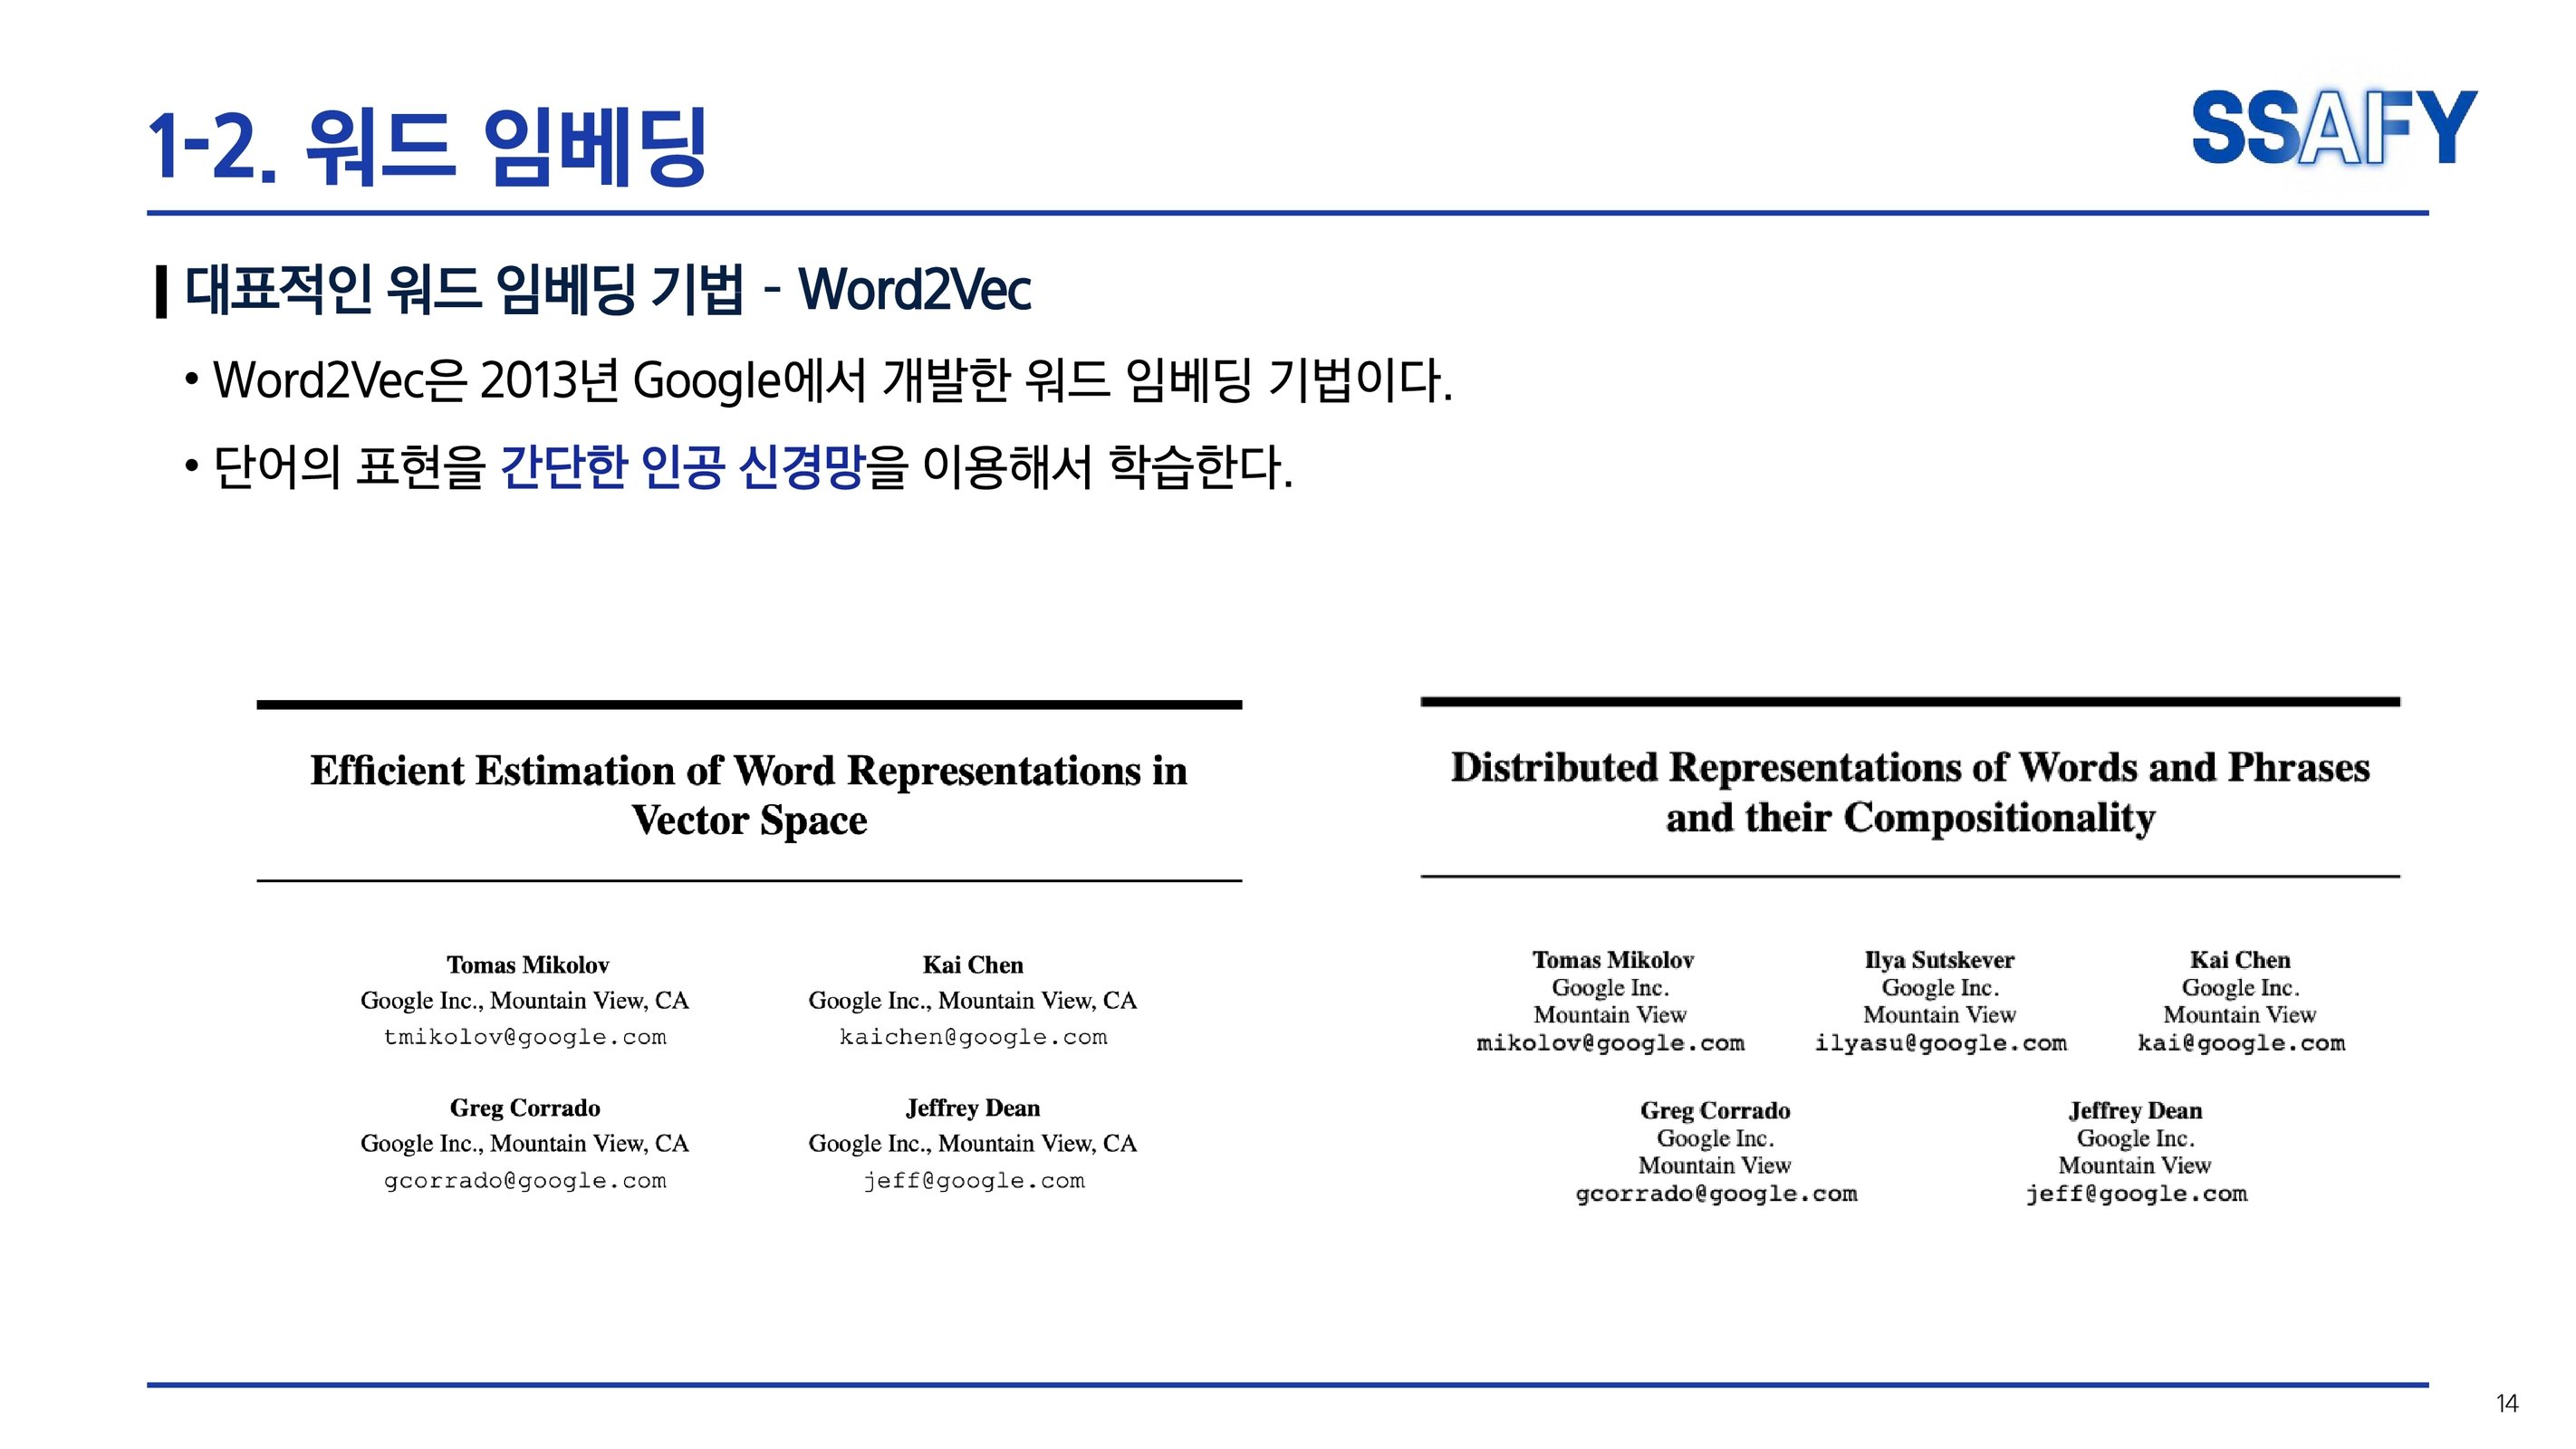 1-2. 워드 임베딩
SSAFY
대표적인 워드 임베딩 기법 - Word2Vec
• Word2Vec은 2013년 Google에서 개발한 워드 임베딩 기법이다.
• 단어의 표현을 간단한 인공 신경망을 이용해서 학습한다.
Efficient Estimation of Word Representations in
Vector Space
Tomas Mikolov
Google Inc., Mountain View, CA
tmikolov@google.com
Kai Chen
Google Inc., Mountain View, CA
kaichen@google.com
Greg Corrado
Google Inc., Mountain View, CA
gcorrado@google.com
Jeffrey Dean
Google Inc., Mountain View, CA
jeff@google.com
Distributed Representations of Words and Phrases
and their Compositionality
Tomas Mikolov
Google Inc.
Mountain View
mikolov@google.com
Ilya Sutskever
Google Inc.
Mountain View
ilyasu@google.com
Kai Chen
Google Inc.
Mountain View
kai@google.com
Greg Corrado
Google Inc.
Mountain View
gcorrado@google.com
Jeffrey Dean
Google Inc.
Mountain View
jeff@google.com
14